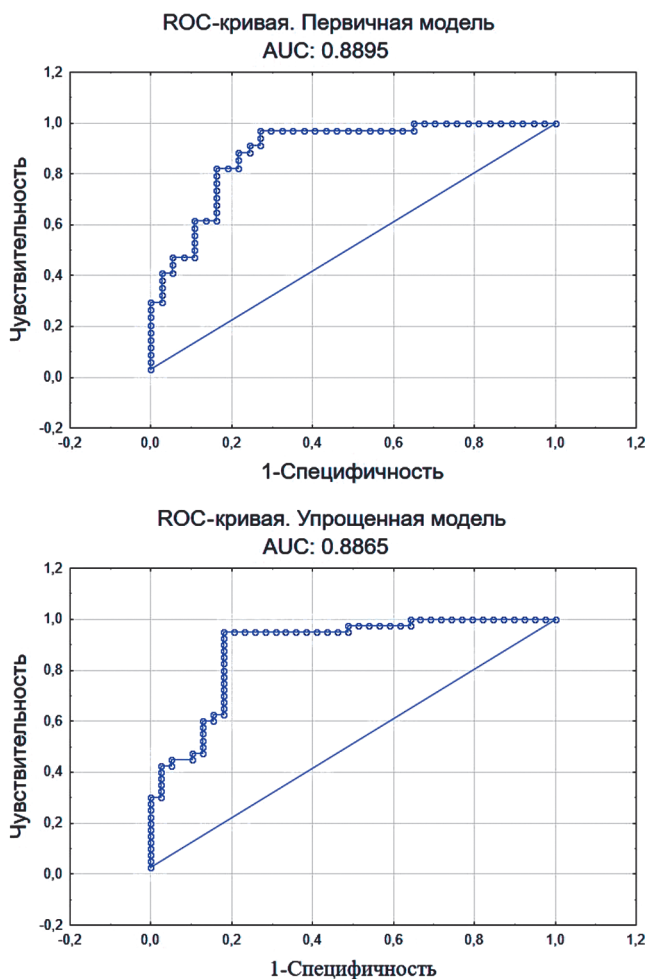 ROC-кривая. Первичная модель
AUC: 0.8895
1,2
1,0
0,8
0,6
0,4
0,2
0,0
-0,2
Чувствительность
-0,2 0,0 0,2 0,4 0,6 0,8 1,0 1,2
1-Специфичность
ROC-кривая. Упрощенная модель
AUC: 0.8865
1,2
1,0
0,8
0,6
0,4
0,2
0,0
-0,2
Чувствительность
-0,2 0,0 0,2 0,4 0,6 0,8 1,0 1,2
1-Специфичность